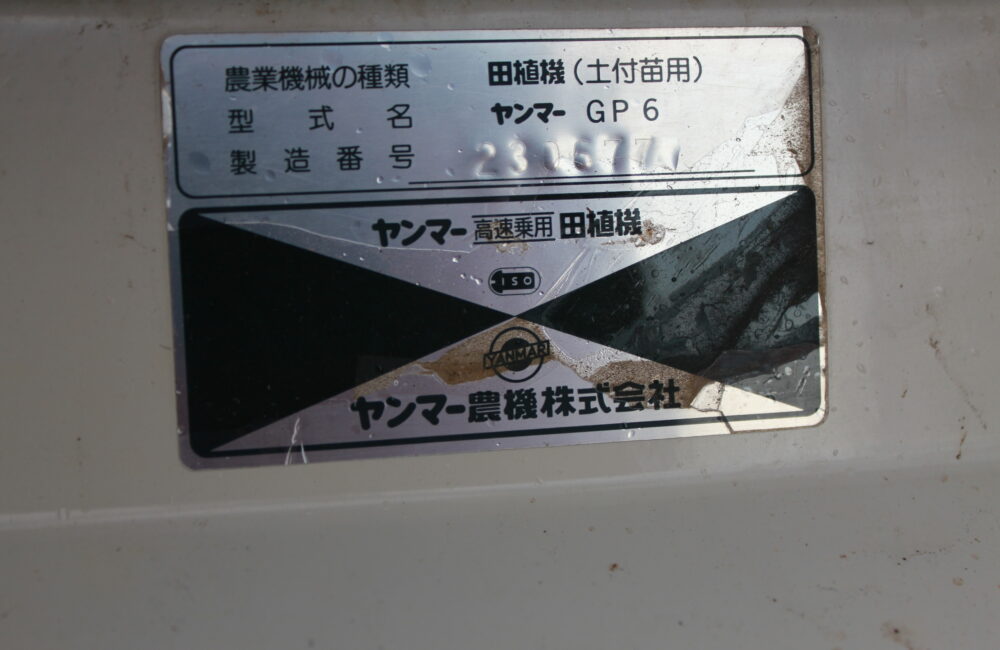 農業機械の種類 田植機(土付苗用)
型式名 ヤンマー GP6
製造番号
ヤンマー高速乗用田植機
ISO
YANMAR
ヤンマー農機株式会社